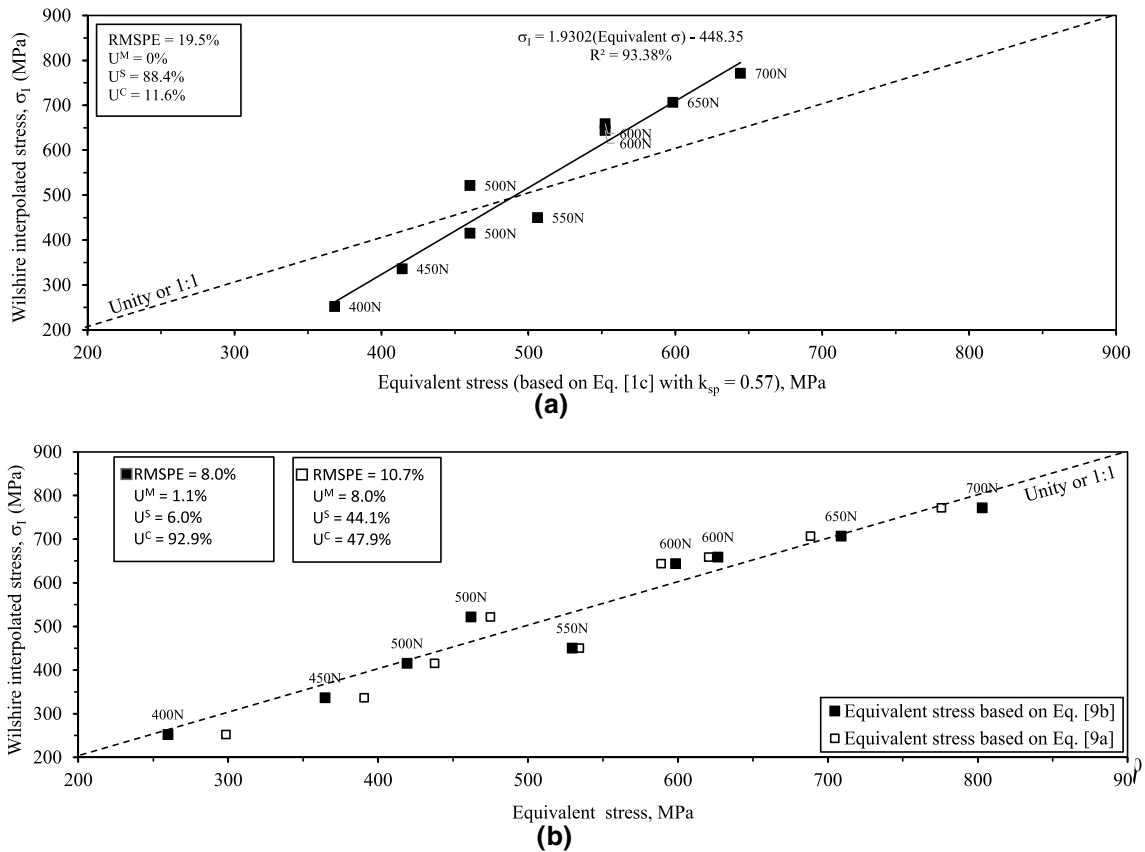 900
800
700
600
500
400
300
200
Wilshire interpolated stress, σI (MPa)
RMSPE = 19.5%
U^M = 0%
U^S = 88.4%
U^C = 11.6%
σI = 1.9302(Equivalent σ) - 448.35
R² = 93.38%
700N
650N
600N
600N
500N
550N
500N
450N
400N
Unity or 1:1
200 300 400 500 600 700 800 900
Equivalent stress (based on Eq. [1c] with ksp = 0.57), MPa
(a)
900
800
700
600
500
400
300
200
Wilshire interpolated stress, σI (MPa)
RMSPE = 8.0%
U^M = 1.1%
U^S = 6.0%
U^C = 92.9%
RMSPE = 10.7%
U^M = 8.0%
U^S = 44.1%
U^C = 47.9%
Unity or 1:1
700N
650N
600N 600N
500N
550N
500N
450N
400N
Equivalent stress based on Eq. [9b]
Equivalent stress based on Eq. [9a]
200 300 400 500 600 700 800 90
Equivalent stress, MPa
(b)